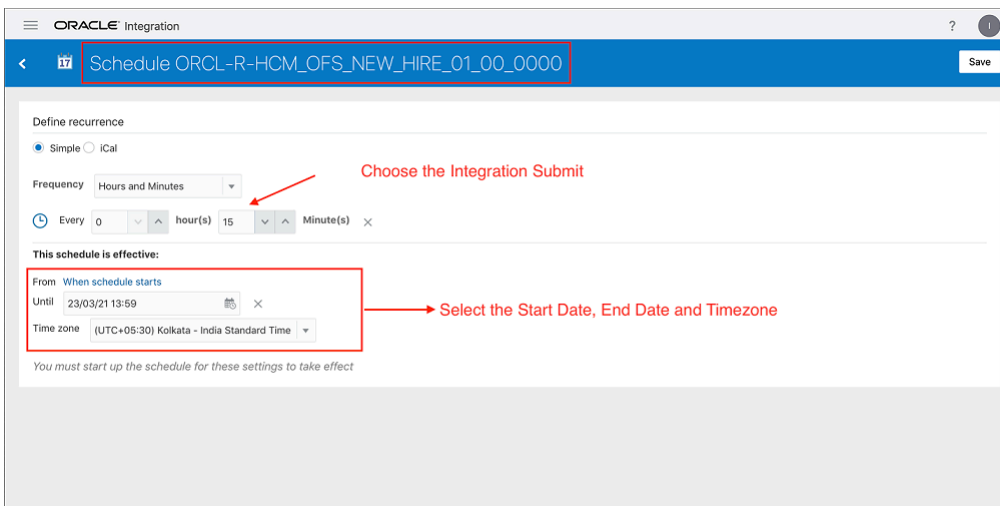 ORACLE Integration
?
I
17
Schedule ORCL-R-HCM_OFS_NEW_HIRE_01_00_0000
Save
Define recurrence
Simple iCal
Choose the Integration Submit
Frequency Hours and Minutes
Every 0 hour(s) 15 Minute(s)
This schedule is effective:
From When schedule starts
Until 23/03/21 13:59
Select the Start Date, End Date and Timezone
Time zone (UTC+05:30) Kolkata - India Standard Time
You must start up the schedule for these settings to take effect